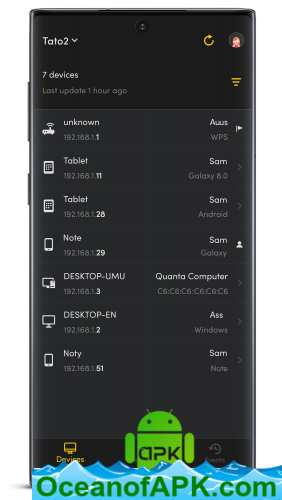 Tato2
7 devices
Last update 1 hour ago
unknown Auus
192.168.1.1 WPS
Tablet Sam
192.168.1.11 Galaxy 8.0
Tablet Sam
192.168.1.28 Android
Note Sam
192.168.1.29 Galaxy
DESKTOP-UMU Quanta Computer
192.168.1.3 C6:C6:C6:C6:C6:C6
DESKTOP-EN Ass
192.168.1.2 Windows
Noty Sam
192.168.1.51 Note
Devices Events
APK
OceanofAPK.com